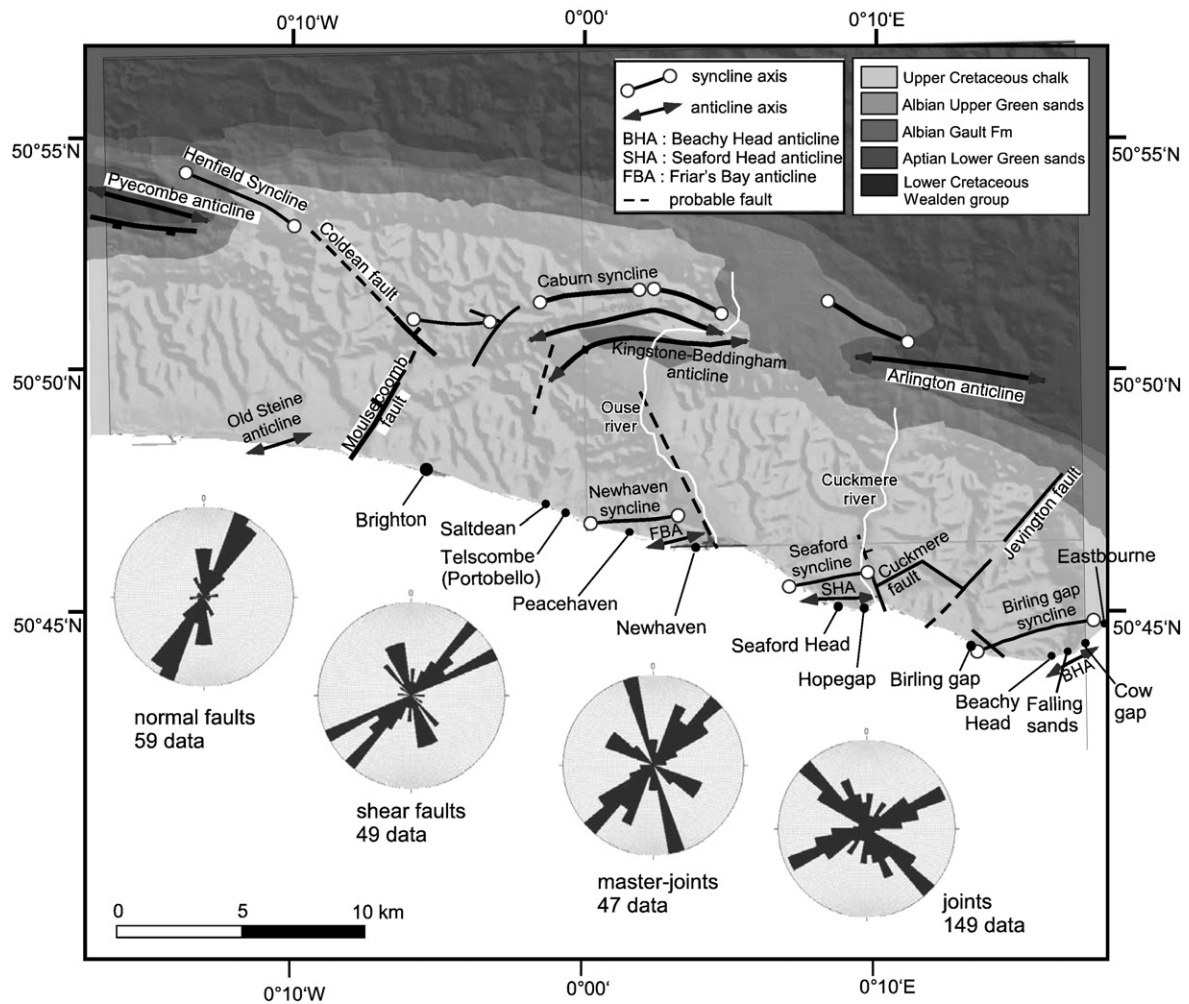 0°10'W
0°00'
0°10'E
50°55'N
50°55'N
50°50'N
50°50'N
50°45'N
50°45'N
syncline axis
anticline axis
BHA : Beachy Head anticline
SHA : Seaford Head anticline
FBA : Friar's Bay anticline
probable fault
Upper Cretaceous chalk
Albian Upper Green sands
Albian Gault Fm
Aptian Lower Green sands
Lower Cretaceous
Wealden group
Henfield Syncline
Pyecombe anticline
Coldean fault
Caburn syncline
Kingstone-Beddingham
anticline
Arlington anticline
Moulsecoomb
fault
Old Steine
anticline
Ouse
river
Cuckmere
river
Jevington fault
Brighton
Saltdean
Telscombe
(Portobello)
Newhaven
syncline
FBA
Peacehaven
Newhaven
Seaford
syncline
SHA
Cuckmere
fault
Eastbourne
Birling gap
syncline
Seaford Head
Hopegap
Birling gap
Beachy
Head
Falling
sands
BHA
Cow
gap
0
normal faults
59 data
0
shear faults
49 data
0
master-joints
47 data
0
joints
149 data
0
5
10 km
0°10'W
0°00'
0°10'E